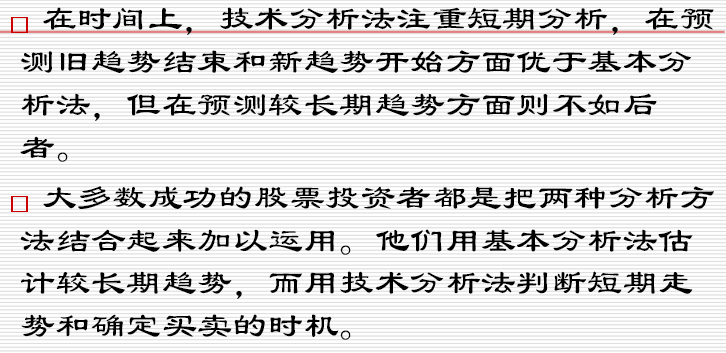 在时间上，技术分析法注重短期分析，在预
测旧趋势结束和新趋势开始方面优于基本分
析法，但在预测较长期趋势方面则不如后
者。
大多数成功的股票投资者都是把两种分析方
法结合起来加以运用。他们用基本分析法估
计较长期趋势，而用技术分析法判断短期走
势和确定买卖的时机。